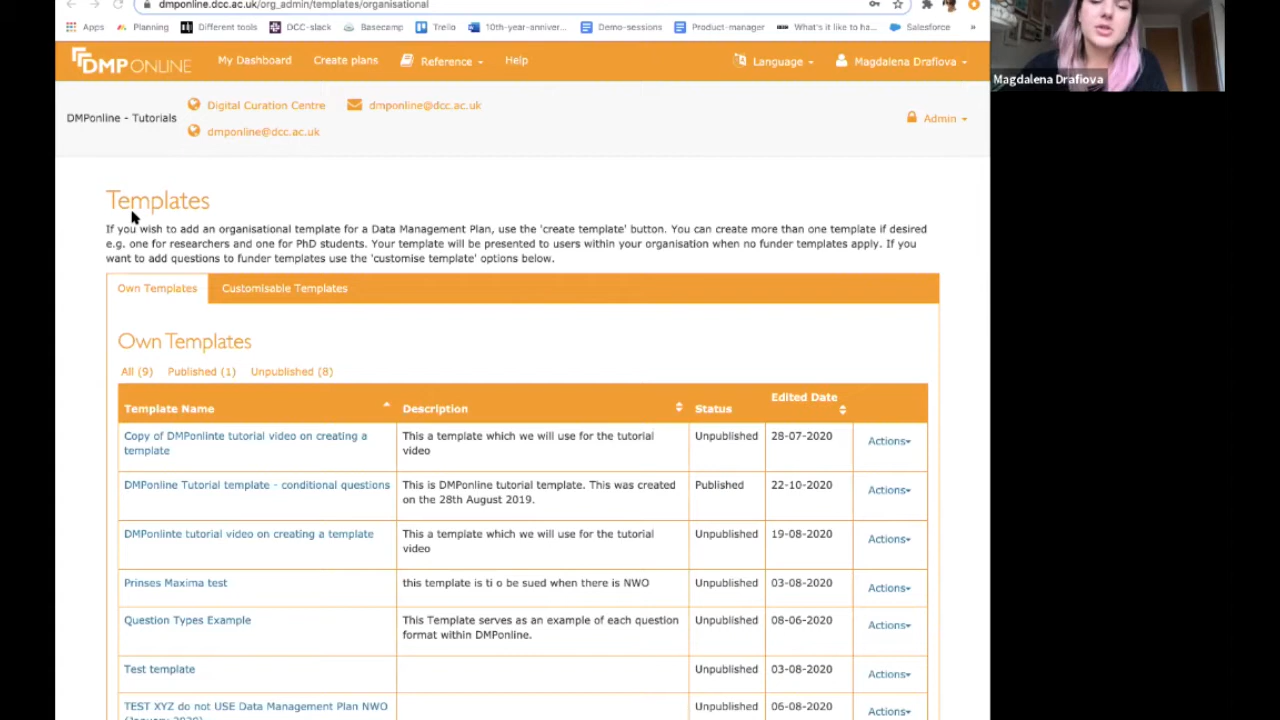 dmponline.dcc.ac.uk/org_admin/templates/organisational
Apps Planning Different tools DCC-slack Basecamp Trello 10th-year-anniver... Demo-sessions Product-manager What's it like to ha... Salesforce »
DMPONLINE My Dashboard Create plans Reference Help Language Magdalena Drafiova
Magdalena Drafiova
DMPonline - Tutorials Digital Curation Centre dmponline@dcc.ac.uk
dmponline@dcc.ac.uk
Admin
Templates
If you wish to add an organisational template for a Data Management Plan, use the 'create template' button. You can create more than one template if desired
e.g. one for researchers and one for PhD students. Your template will be presented to users within your organisation when no funder templates apply. If you
want to add questions to funder templates use the 'customise template' options below.
Own Templates Customisable Templates
Own Templates
All (9) Published (1) Unpublished (8)
Template Name Description Status Edited Date
Copy of DMPonlinte tutorial video on creating a
template
This a template which we will use for the tutorial
video
Unpublished 28-07-2020 Actions
DMPonline Tutorial template - conditional questions
This is DMPonline tutorial template. This was created
on the 28th August 2019.
Published 22-10-2020 Actions
DMPonlinte tutorial video on creating a template
This a template which we will use for the tutorial
video
Unpublished 19-08-2020 Actions
Prinses Maxima test this template is ti o be sued when there is NWO Unpublished 03-08-2020 Actions
Question Types Example
This Template serves as an example of each question
format within DMPonline.
Unpublished 08-06-2020 Actions
Test template Unpublished 03-08-2020 Actions
TEST XYZ do not USE Data Management Plan NWO Unpublished 06-08-2020 Actions